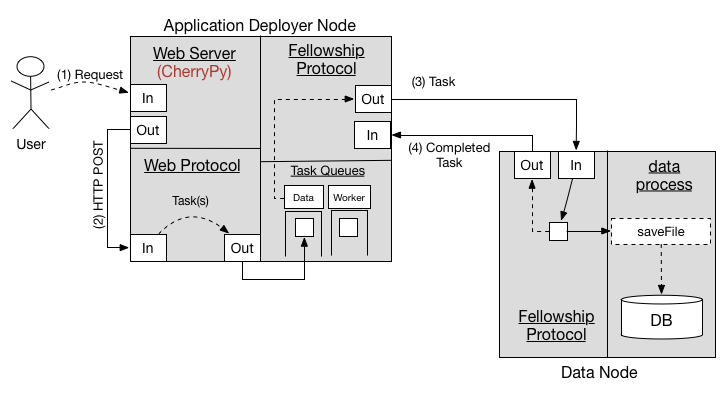 Application Deployer Node
Web Server
(CherryPy)
Fellowship
Protocol
(1) Request
In
Out
User
Out
In
(3) Task
(4) Completed
Task
(2) HTTP POST
Web Protocol
Task(s)
In
Out
Task Queues
Data
Worker
Out
In
data
process
saveFile
DB
Fellowship
Protocol
Data Node